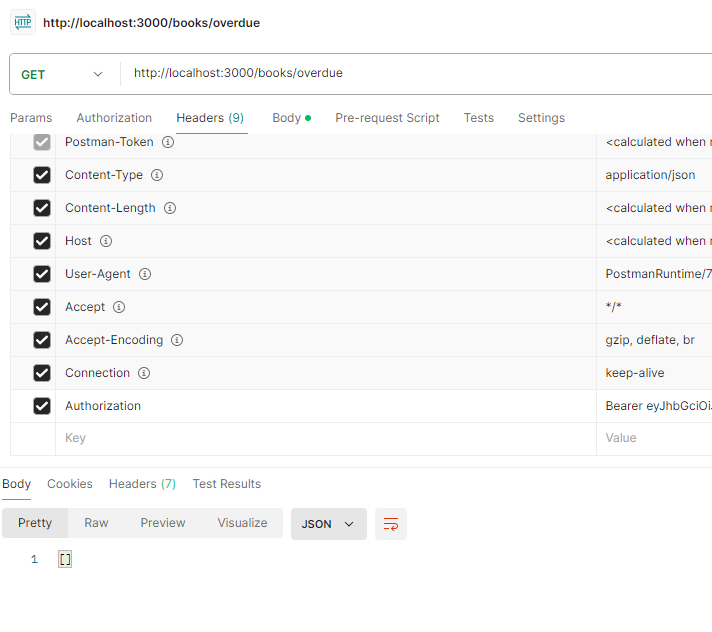 HTTP http://localhost:3000/books/overdue
GET http://localhost:3000/books/overdue
Params Authorization Headers (9) Body Pre-request Script Tests Settings
Postman-Token <calculated when
Content-Type application/json
Content-Length <calculated when
Host <calculated when
User-Agent PostmanRuntime/7
Accept */*
Accept-Encoding gzip, deflate, br
Connection keep-alive
Authorization Bearer eyJhbGciOi
Key Value
Body Cookies Headers (7) Test Results
Pretty Raw Preview Visualize JSON
1 []